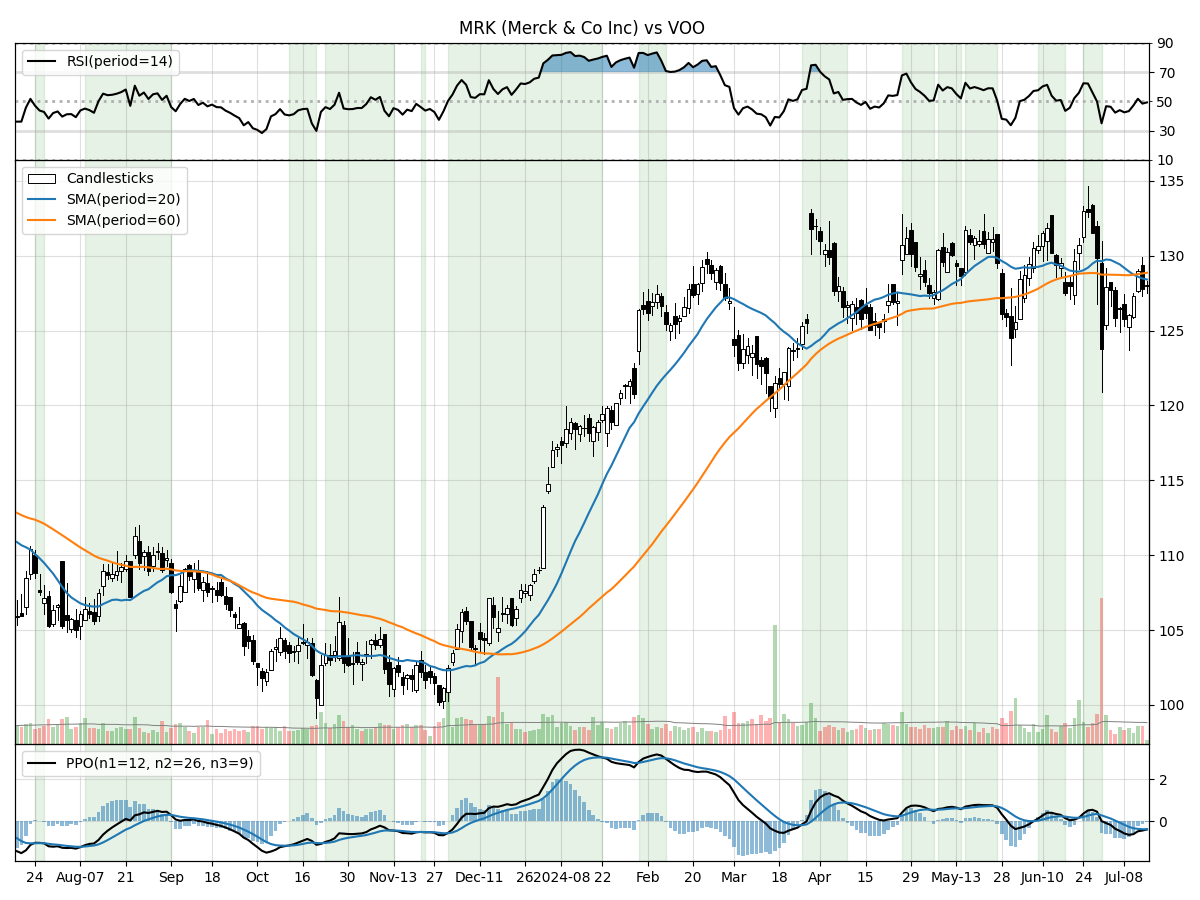 MRK (Merck & Co Inc) vs VOO
RSI(period=14)
90
70
50
30
10
Candlesticks
SMA(period=20)
SMA(period=60)
135
130
125
120
115
110
105
100
PPO(n1=12, n2=26, n3=9)
2
0
24 Aug-07 21 Sep 18 Oct 16 30 Nov-13 27 Dec-11 26 2024-08 22 Feb 20 Mar 18 Apr 15 29 May-13 28 Jun-10 24 Jul-08